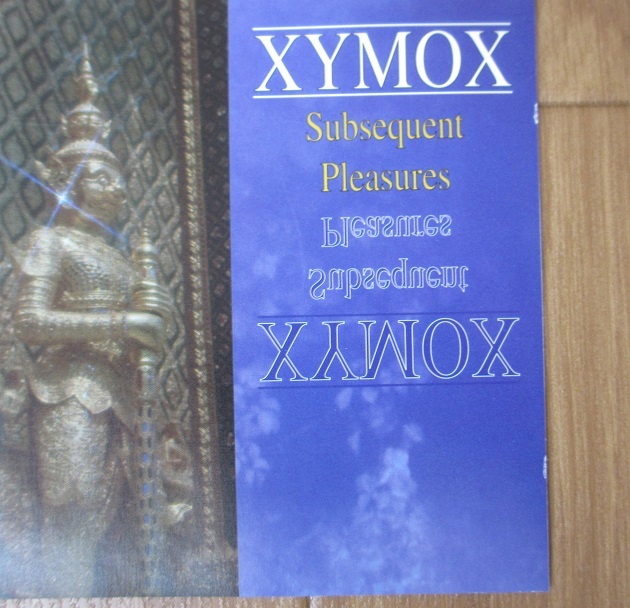 XYMOX
Subsequent
Pleasures
Pleasures
Subsequent
XYMOX